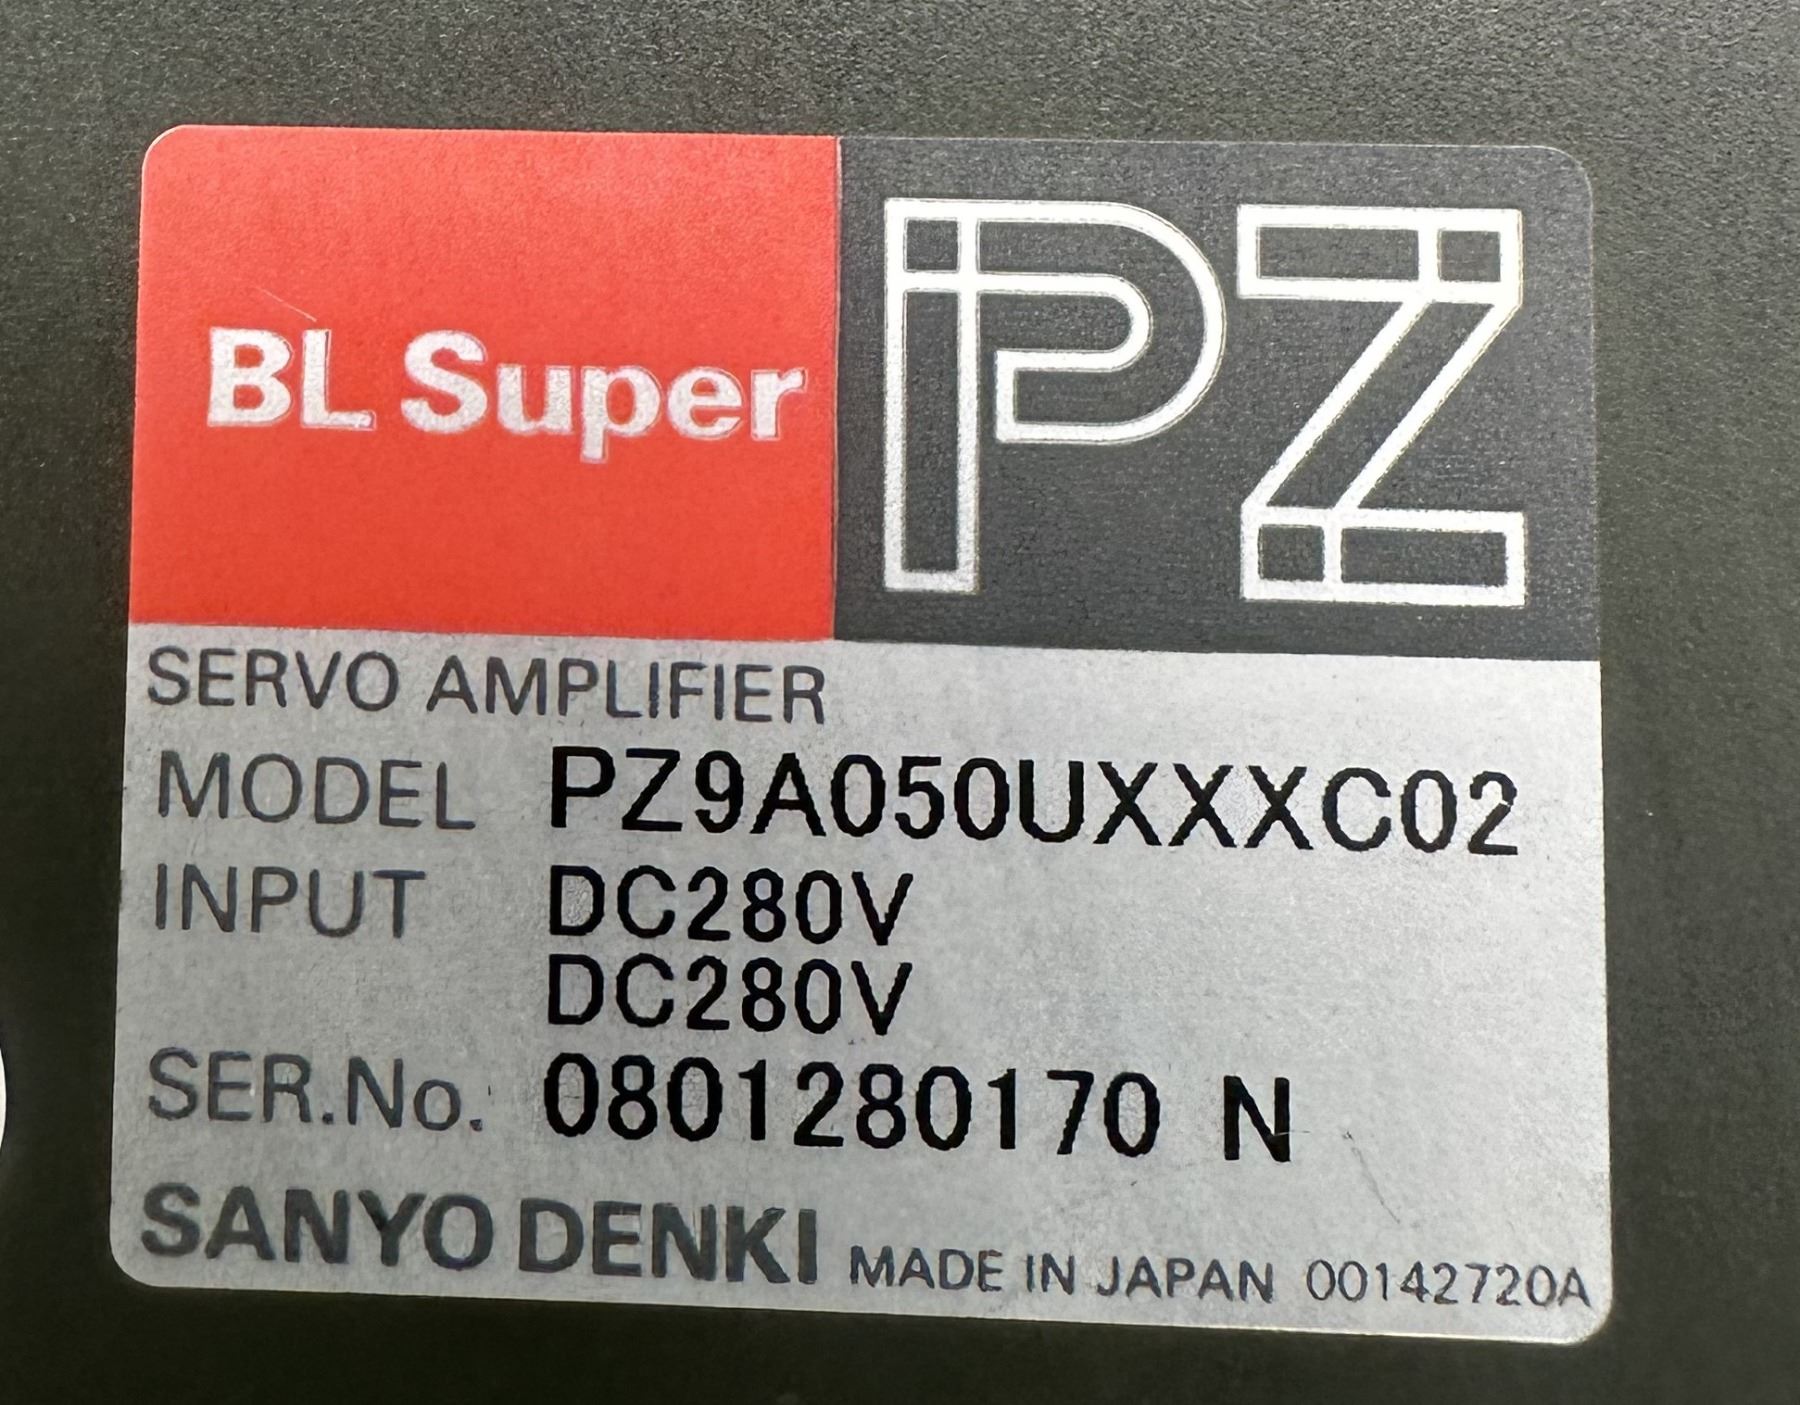 BL Super PZ
SERVO AMPLIFIER
MODEL PZ9A050UXXXC02
INPUT DC280V
DC280V
SER.No. 0801280170 N
SANYO DENKI MADE IN JAPAN 00142720A